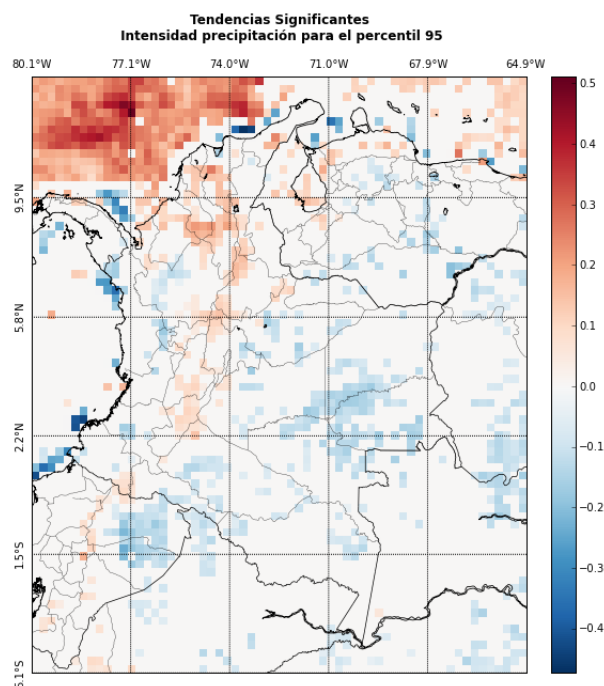 Tendencias Significantes
Intensidad precipitación para el percentil 95
80.1°W 77.1°W 74.0°W 71.0°W 67.9°W 64.9°W
9.5°N
5.8°N
2.2°N
1.5°S
5.1°S
0.5
0.4
0.3
0.2
0.1
0.0
−0.1
−0.2
−0.3
−0.4